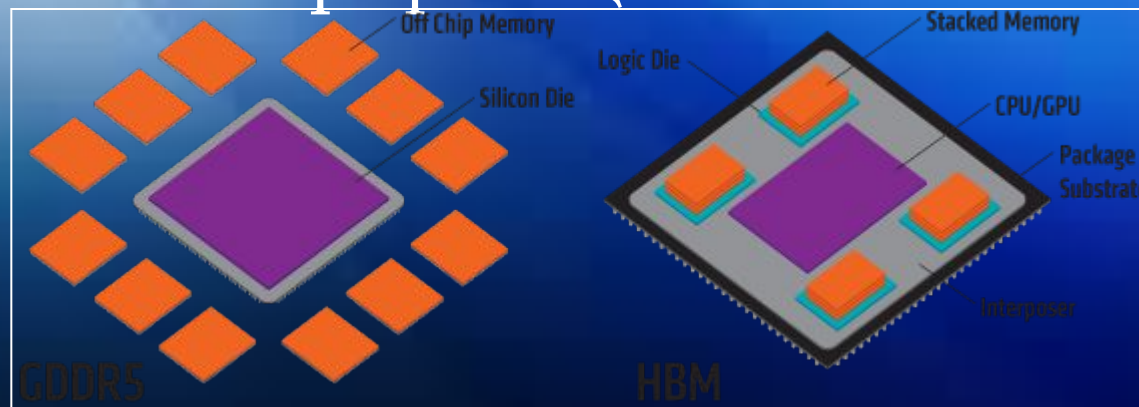 Off Chip Memory
Silicon Die
GDDR5
Stacked Memory
Logic Die
CPU/GPU
Package
Interposer
HBM